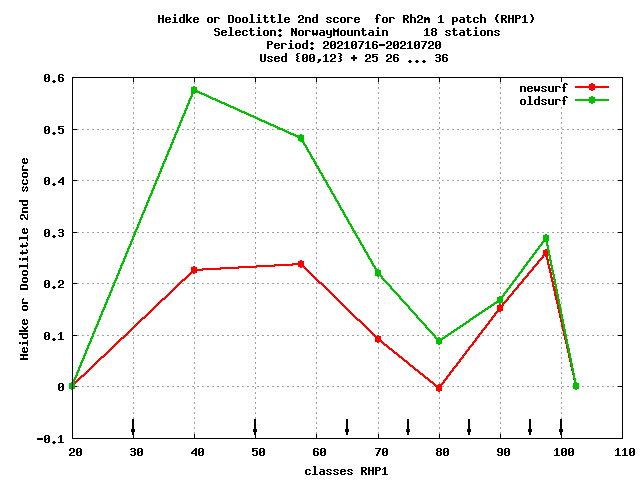 Heidke or Doolittle 2nd score  for Rh2m 1 patch (RHP1)
Selection: NorwayMountain     18 stations
Period: 20210716-20210720
Used {00,12} + 25 26 ... 36
newsurf
oldsurf
Heidke or Doolittle 2nd score
0.6
0.5
0.4
0.3
0.2
0.1
0
-0.1
20 30 40 50 60 70 80 90 100 110
classes RHP1